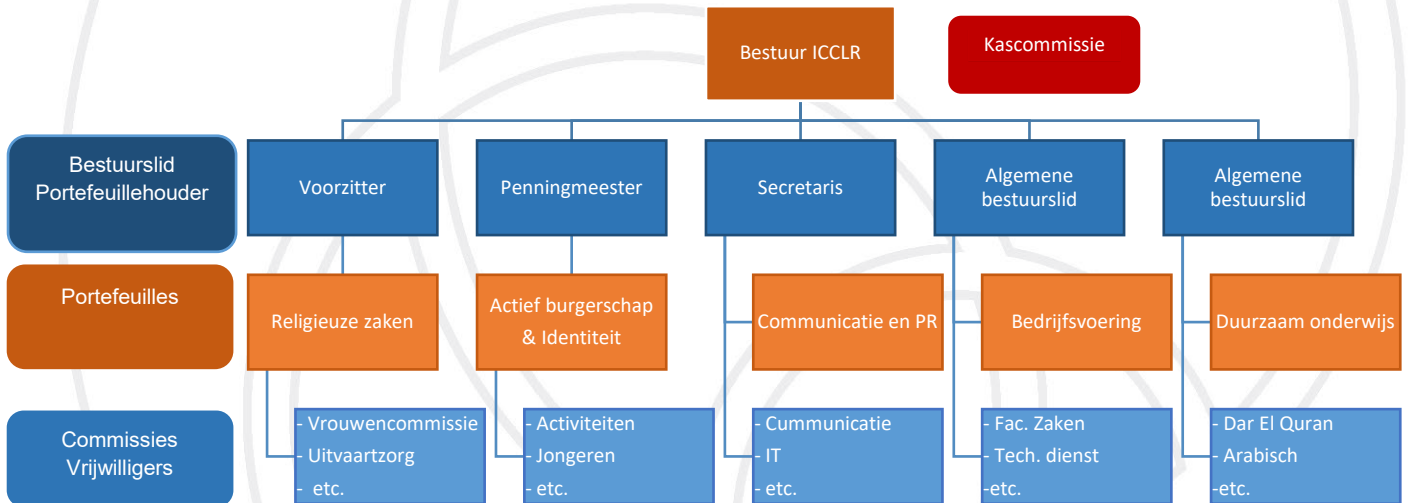 Bestuur ICCLR
Kascommissie
Bestuurslid
Portefeuillehouder
Voorzitter
Penningmeester
Secretaris
Algemene
bestuurslid
Algemene
bestuurslid
Portefeuilles
Religieuze zaken
Actief burgerschap
& Identiteit
Communicatie en PR
Bedrijfsvoering
Duurzaam onderwijs
Commissies
Vrijwilligers
- Vrouwencommissie
- Uitvaartzorg
- etc.
- Activiteiten
- Jongeren
- etc.
- Cummunicatie
- IT
- etc.
- Fac. Zaken
- Tech. dienst
-etc.
- Dar El Quran
- Arabisch
-etc.